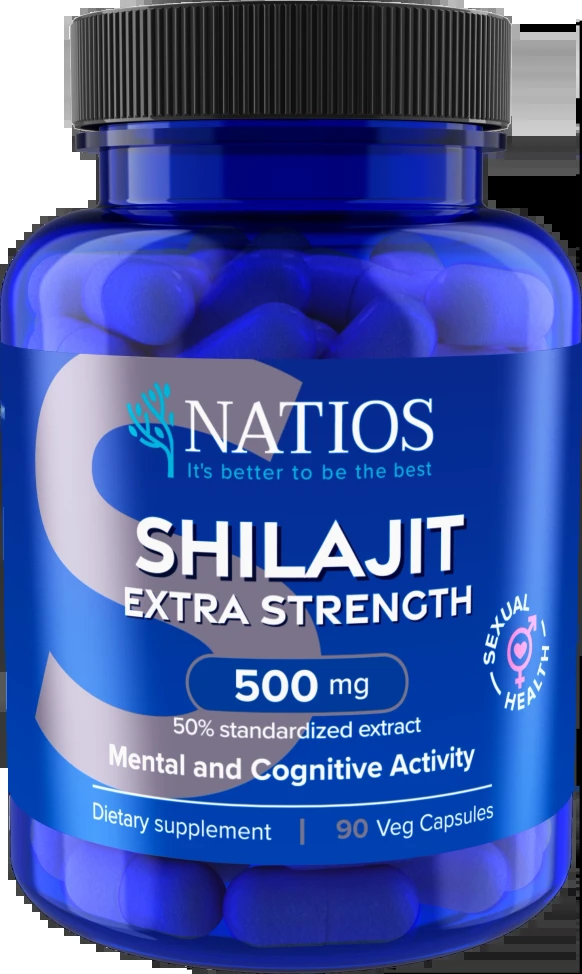 NATIOS
It's better to be the best
SHILAJIT
EXTRA STRENGTH
SEXUAL
HEALTH
500 mg
50% standardized extract
Mental and Cognitive Activity
Dietary supplement | 90 Veg Capsules